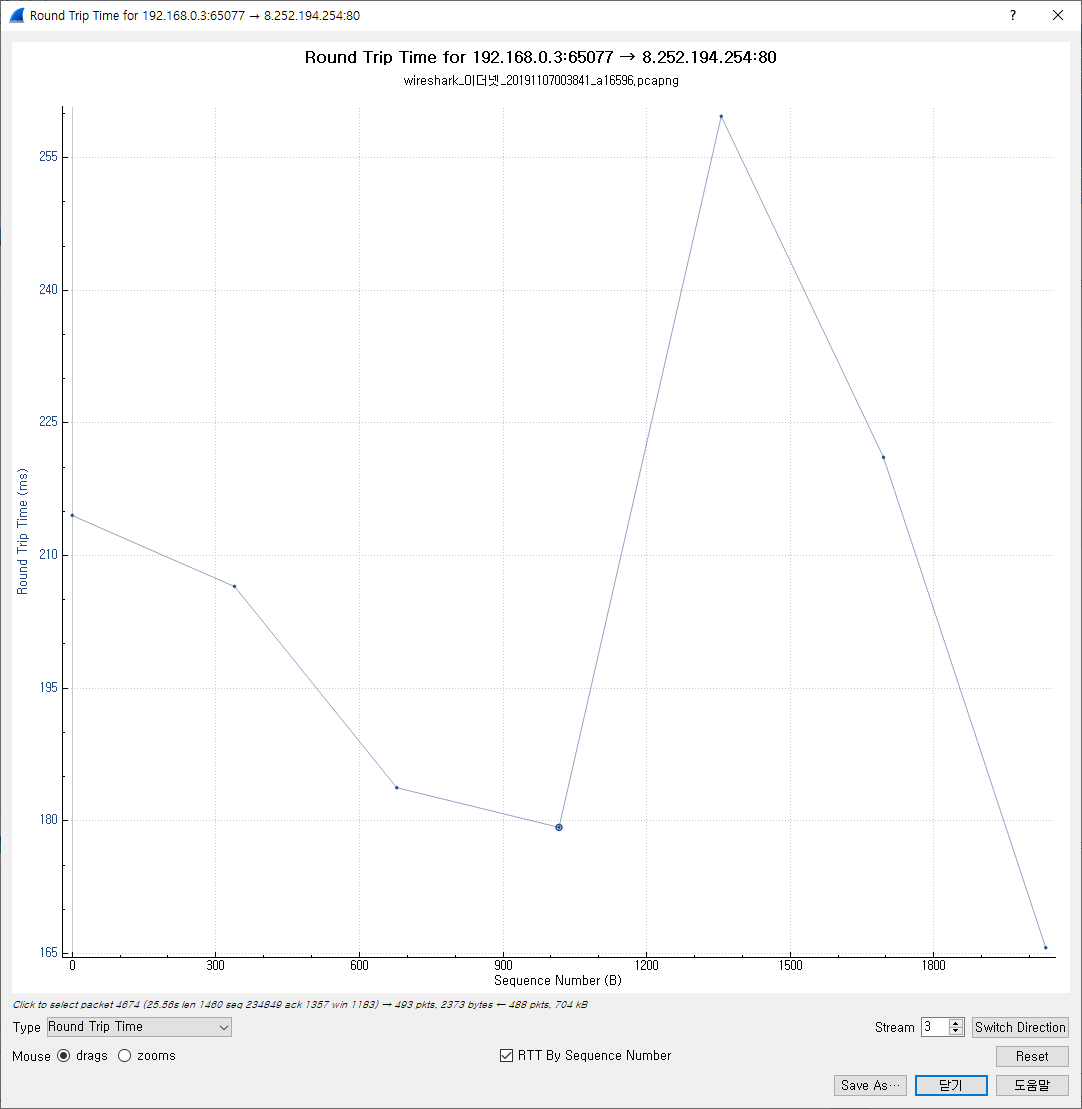 Round Trip Time for 192.168.0.3:65077 → 8.252.194.254:80
?
Round Trip Time for 192.168.0.3:65077 → 8.252.194.254:80
wireshark_이더넷_20191107003841_a16596.pcapng
255
240
225
210
195
180
165
Round Trip Time (ms)
0 300 600 900 1200 1500 1800
Sequence Number (B)
Click to select packet 4674 (25.56s len 1460 seq 234849 ack 1357 win 1183) → 493 pkts, 2373 bytes ← 488 pkts, 704 kB
Type Round Trip Time Stream 3 Switch Direction
Mouse drags zooms RTT By Sequence Number Reset
Save As… 닫기 도움말